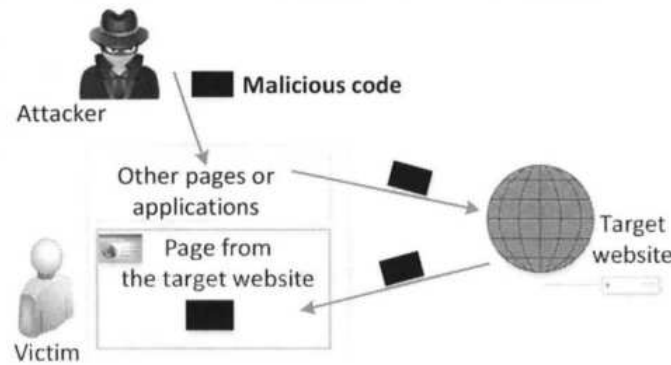 Malicious code
Attacker
Other pages or
applications
Page from
the target website
Target
website
Victim